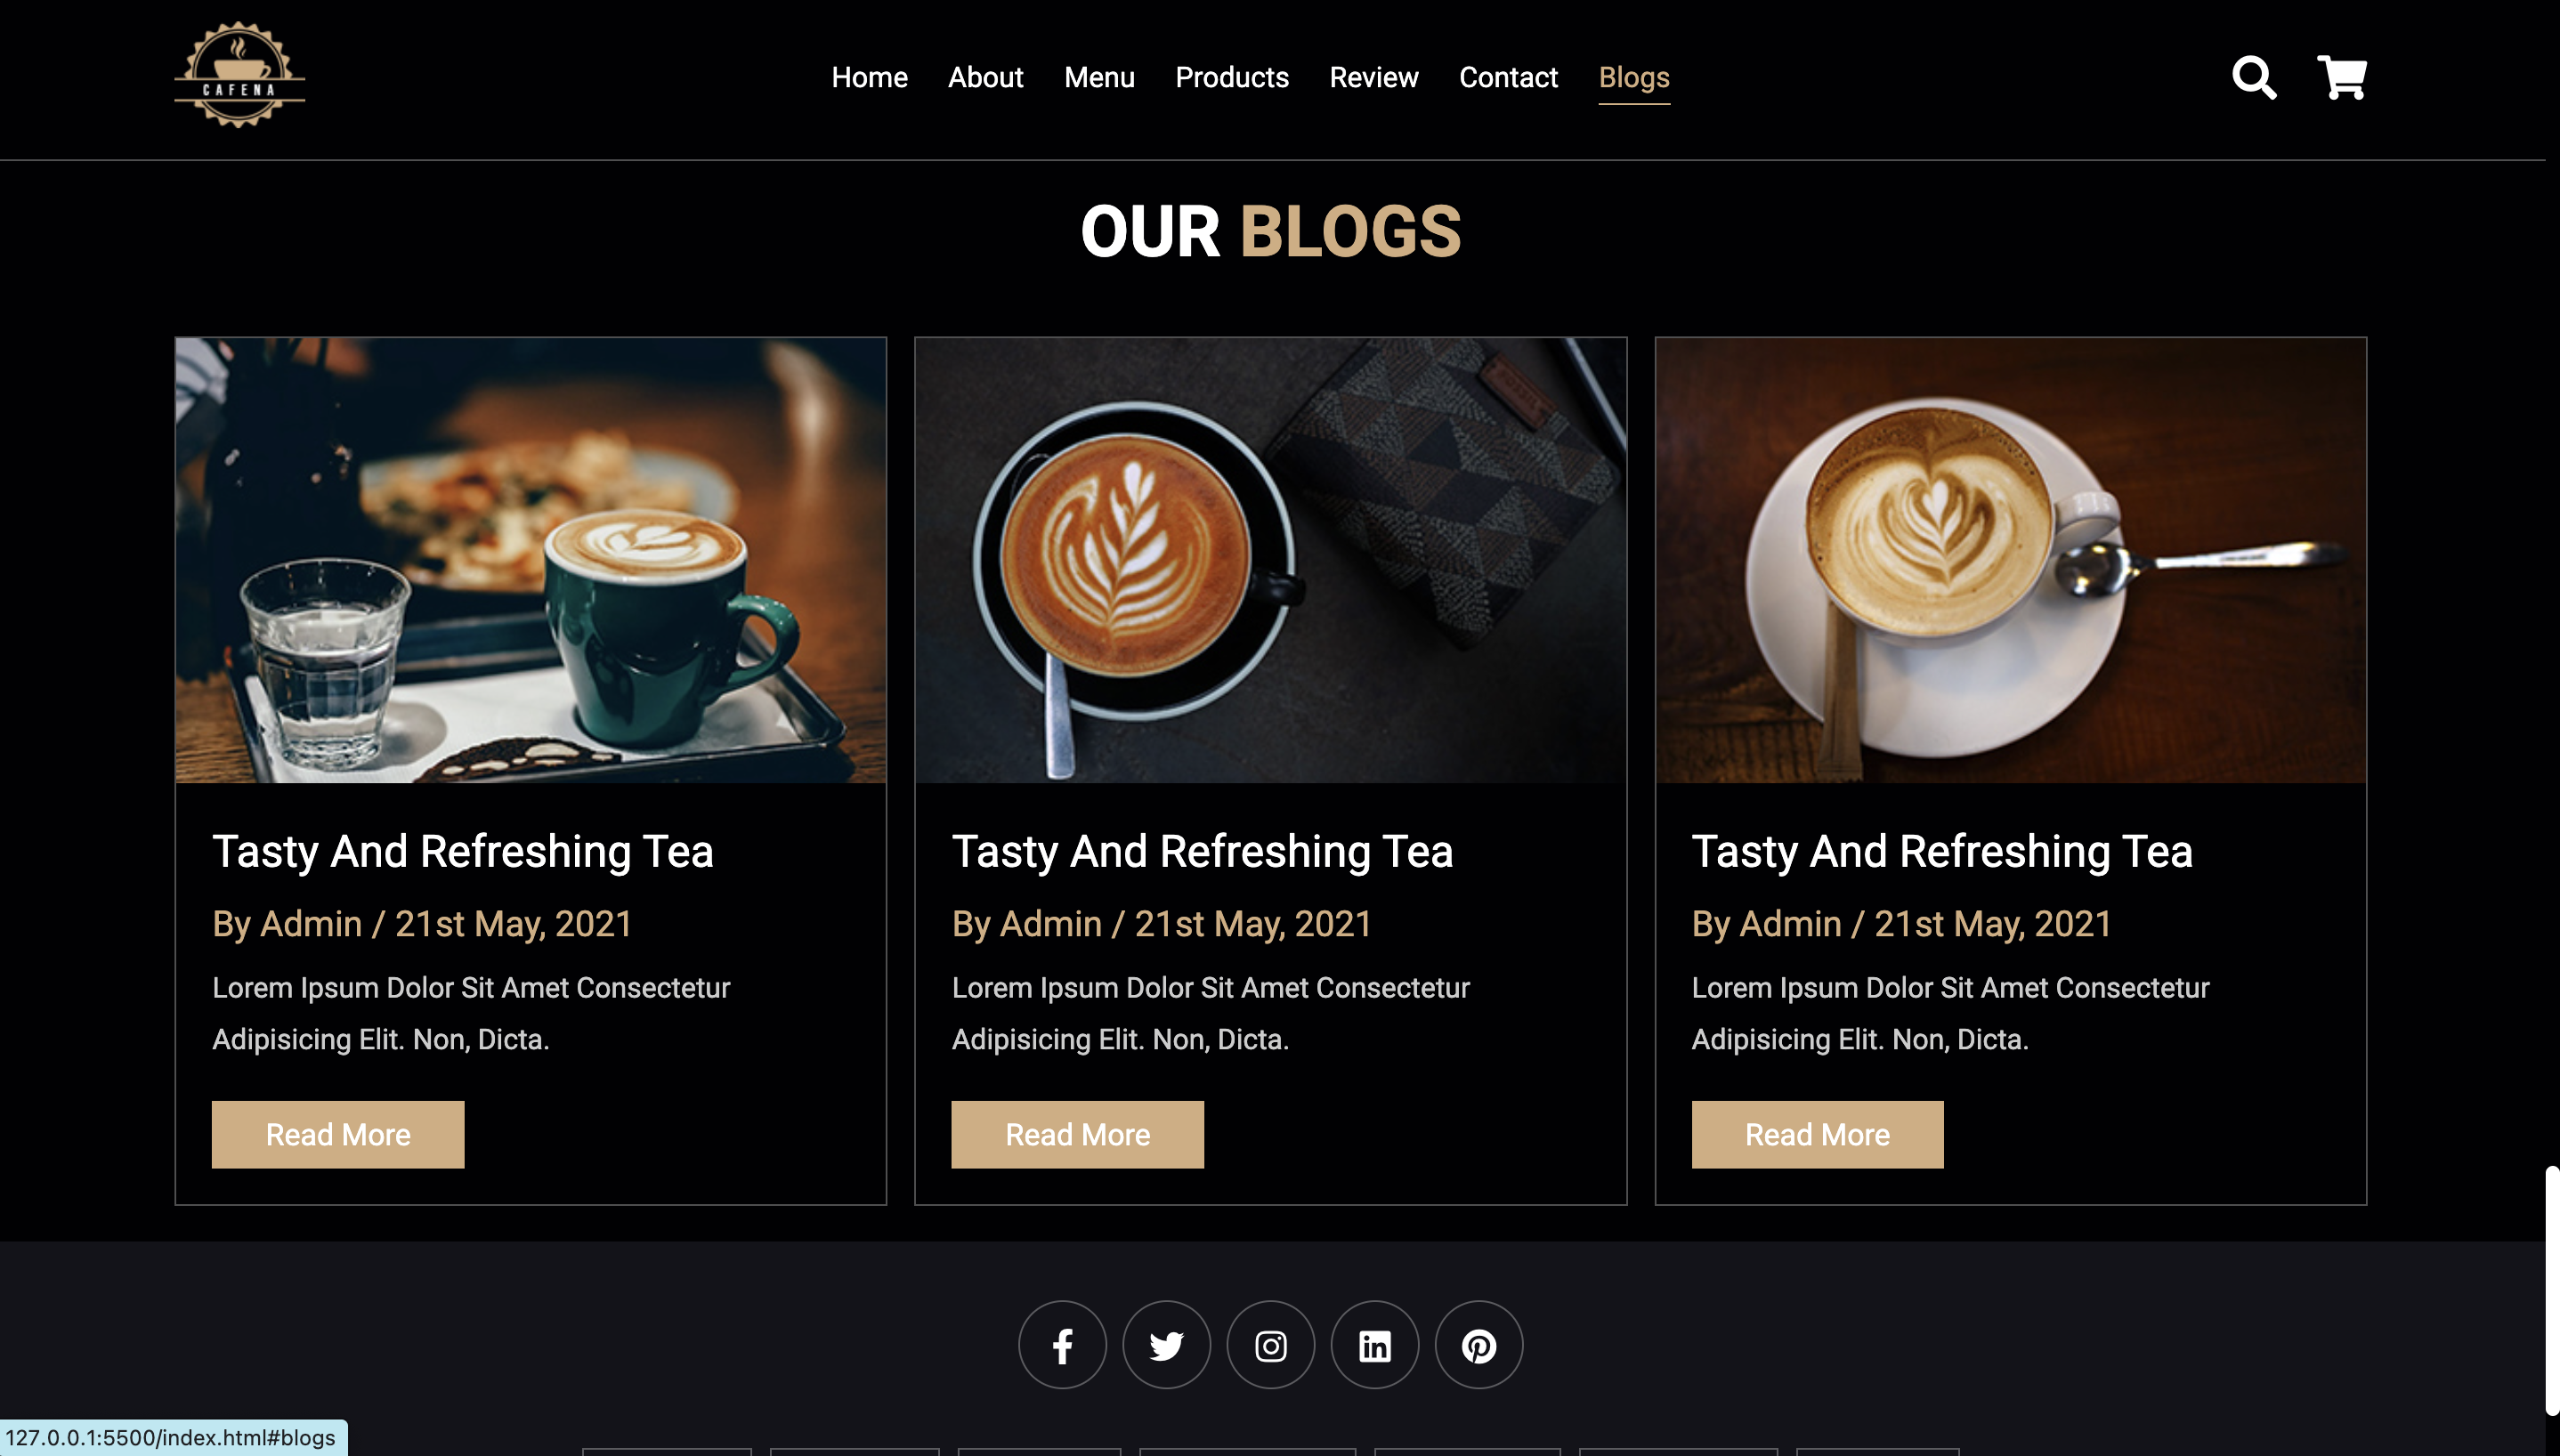 CAFENA
Home About Menu Products Review Contact Blogs
OUR BLOGS
Tasty And Refreshing Tea
By Admin / 21st May, 2021
Lorem Ipsum Dolor Sit Amet Consectetur
Adipisicing Elit. Non, Dicta.
Read More
Tasty And Refreshing Tea
By Admin / 21st May, 2021
Lorem Ipsum Dolor Sit Amet Consectetur
Adipisicing Elit. Non, Dicta.
Read More
Tasty And Refreshing Tea
By Admin / 21st May, 2021
Lorem Ipsum Dolor Sit Amet Consectetur
Adipisicing Elit. Non, Dicta.
Read More
127.0.0.1:5500/index.html#blogs